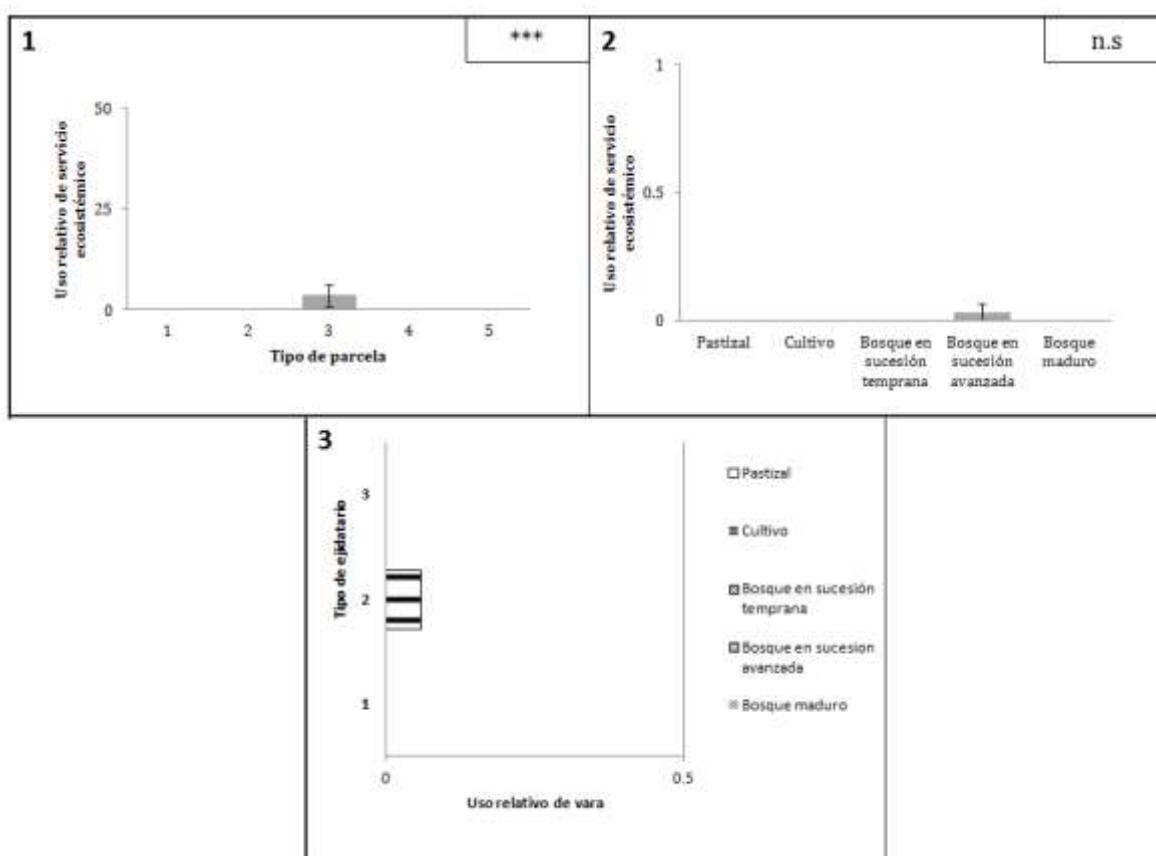 1
***
50
25
0
Uso relativo de servicio
ecosistémico
1 2 3 4 5
Tipo de parcela
2
n.s
1
0.5
0
Uso relativo de servicio
ecosistémico
Pastizal Cultivo Bosque en sucesión temprana Bosque en sucesión avanzada Bosque maduro
3
3
2
1
Tipo de ejidatario
0 0.5
Uso relativo de vara
Pastizal
Cultivo
Bosque en sucesión
temprana
Bosque en sucesion
avanzada
Bosque maduro